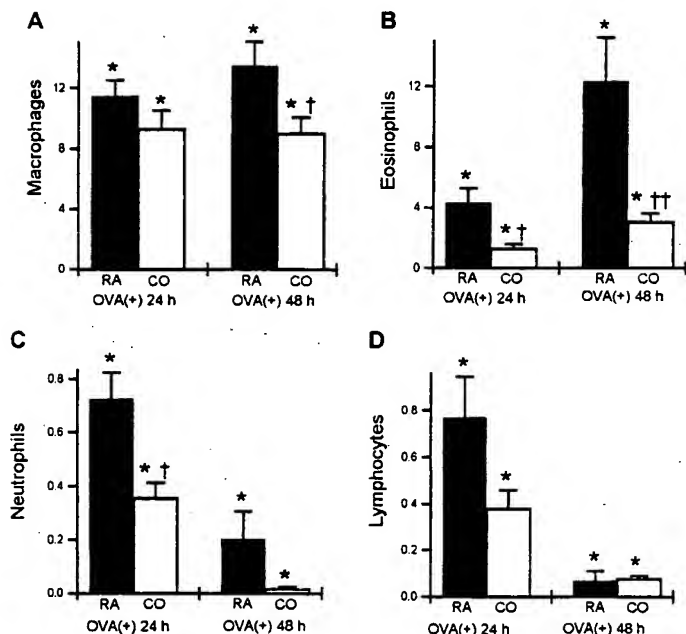 A
Macrophages
12
8
4
0
* * * * †
RA CO RA CO
OVA(+) 24 h OVA(+) 48 h
B
Eosinophils
12
8
4
0
* * † * * ††
RA CO RA CO
OVA(+) 24 h OVA(+) 48 h
C
Neutrophils
0.8
0.6
0.4
0.2
0.0
* * † * *
RA CO RA CO
OVA(+) 24 h OVA(+) 48 h
D
Lymphocytes
0.8
0.6
0.4
0.2
0.0
* * * *
RA CO RA CO
OVA(+) 24 h OVA(+) 48 h